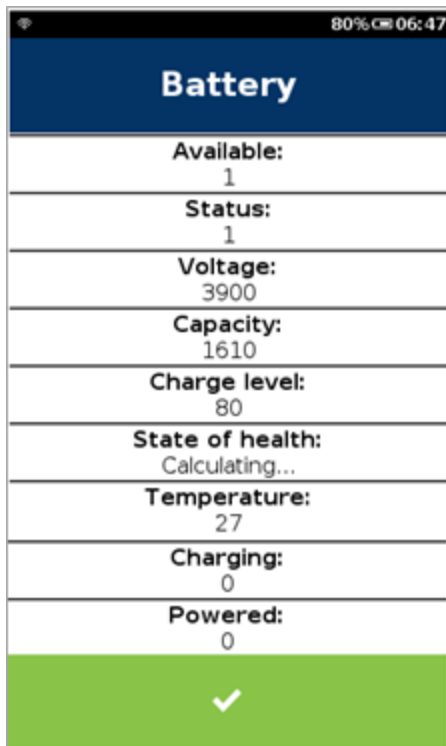 80% 06:47
Battery
Available:
1
Status:
1
Voltage:
3900
Capacity:
1610
Charge level:
80
State of health:
Calculating...
Temperature:
27
Charging:
0
Powered:
0